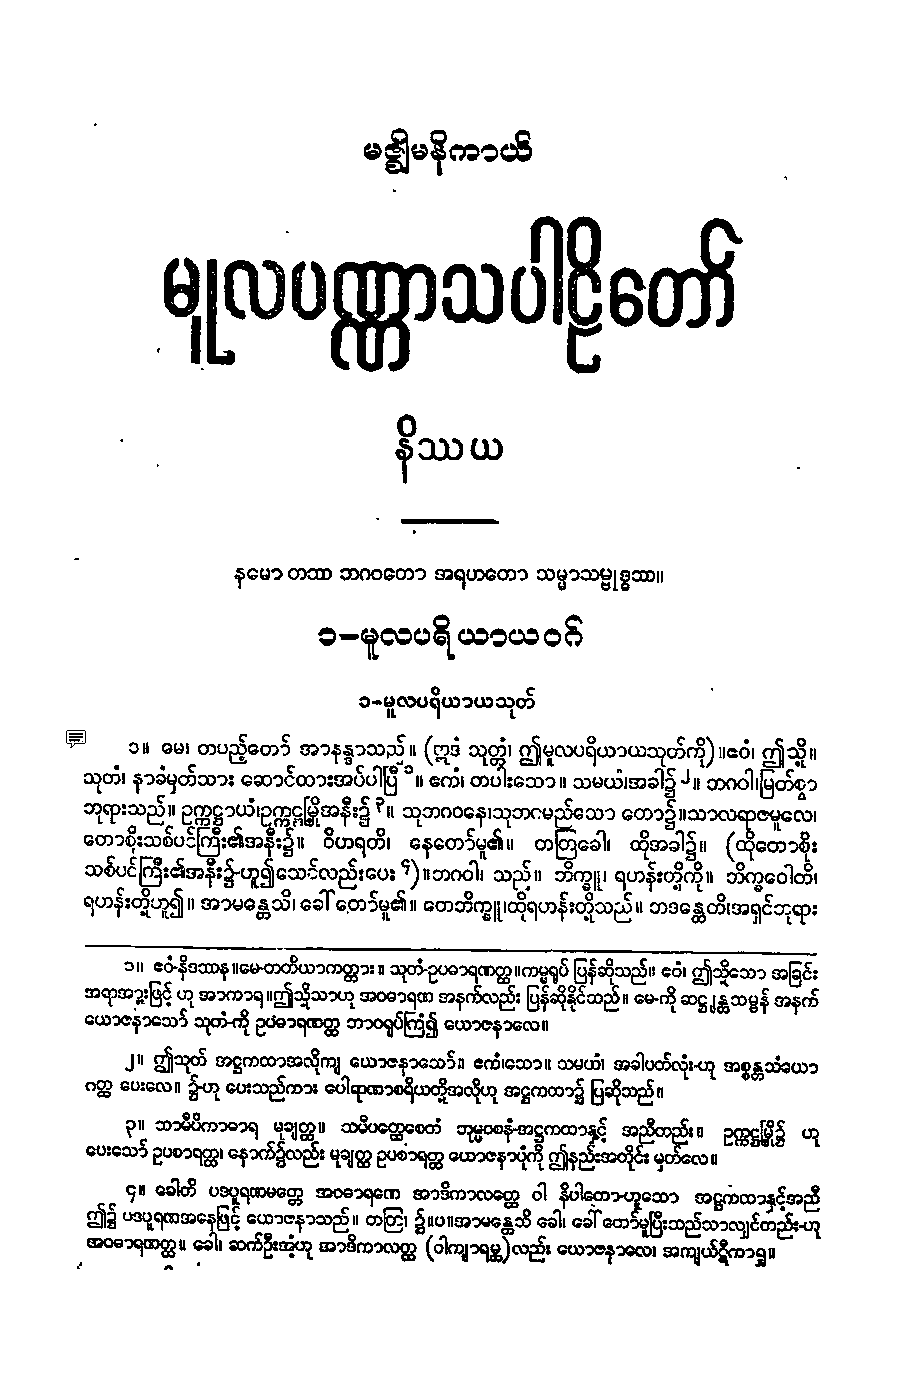 မဇ္ဈိမနိကာယ်
မူလပဏ္ဏာသပါဠိတော်
နိဿယ
နမော တဿ ဘဂဝတော အရဟတော သမ္မာသမ္ဗုဒ္ဓဿ။
၁-မူလပရိယာယဝဂ်
၁-မူလပရိယာယသုတ်
၁။ မေ၊ တပည့်တော် အာနန္ဒာသည်။ (ဣဒံ သုတ္တံ၊ ဤမူလပရိယာယသုတ်ကို)။ဧဝံ၊ ဤသို့။
သုတံ၊ နာခံမှတ်သား ဆောင်ထားအပ်ပါပြီ ၁။ ဧကံ၊ တပါးသော။ သမယံ၊အခါ၌ ၂။ ဘဂဝါ၊မြတ်စွာ
ဘုရားသည်။ ဥက္ကဋ္ဌာယံ၊ဥက္ကဋ္ဌမြို့အနီး၌ ၃။ သုဘဂဝနေ၊သုဘဂမည်သော တော၌။သာလရာဇမူလေ၊
တောစိုးသစ်ပင်ကြီး၏အနီး၌။ ဝိဟရတိ၊ နေတော်မူ၏။ တတြခေါ၊ ထိုအခါ၌။ (ထိုတောစိုး
သစ်ပင်ကြီး၏အနီး၌-ဟူ၍သော်လည်းပေး ၄)။ဘဂဝါ၊ သည်။ ဘိက္ခူ၊ ရဟန်းတို့ကို။ ဘိက္ခဝေါတိ၊
ရဟန်းတို့ဟူ၍။ အာမန္တေသိ၊ ခေါ်တော်မူ၏။ တေဘိက္ခူ၊ထိုရဟန်းတို့သည်။ ဘဒန္တေတိ၊အရှင်ဘုရား
၁။ ဧဝံ-နိဒဿန။မေ-တတိယာကတ္တား။ သုတံ-ဥပဓာရဏတ္ထ။ကမ္မရုပ် ပြန်ဆိုသည်။ ဧဝံ၊ ဤသို့သော အခြင်း
အရာအားဖြင့် ဟု အာကာရ။ဤသို့သာဟု အဝဓာရဏ အနက်လည်း ပြန်ဆိုနိုင်သည်။ မေ-ကို ဆဋ္ဌျန္တသမ္ဗန် အနက်
ယောဇနာသော် သုတံ-ကို ဥပဓာရဏတ္ထ ဘာဝရုပ်ကြံ၍ ယောဇနာလေ။
၂။ ဤသုတ် အဋ္ဌကထာအလိုကျ ယောဇနာသော်။ ဧကံ၊သော။ သမယံ၊ အခါပတ်လုံး-ဟု အစ္စန္တသံယော
ဂတ္ထ ပေးလေ။ ၌-ဟု ပေးသည်ကား ပေါရာဏာစရိယတို့အလိုဟု အဋ္ဌကထာ၌ ပြဆိုသည်။
၃။ ဘာမီပိကာဓာရ မုချတ္ထ။ သမီပတ္ထေစေတံ ဘုမ္မဝစနံ-အဋ္ဌကထာနှင့် အညီတည်း။ ဥက္ကဋ္ဌမြို့၌ ဟု
ပေးသော် ဥပစာရတ္ထ၊ နောက်၌လည်း မုချတ္ထ ဥပစာရတ္ထ ယောဇနာပုံကို ဤနည်းအတိုင်း မှတ်လေ။
၄။ ခေါတိ ပဒပူရဏမတ္တေ အဝဓာရဏေ အာဒိကာလတ္ထေ ဝါ နိပါတော-ဟူသော အဋ္ဌကထာနှင့်အညီ
ဤ၌ ပဒပူရဏအနေဖြင့် ယောဇနာသည်။ တတြ၊ ၌။ပ။အာမန္တေတိ ခေါ၊ ခေါ်တော်မူပြီးသည်သာလျှင်တည်း-ဟု
အဝဓာရဏတ္ထ။ ခေါ၊ ဆက်ဦးအံ့ဟု အာဒိကာလတ္ထ (ဝါကျာရမ္ဘ)လည်း ယောဇနာလေ၊ အကျယ်ဋီကာရှု။